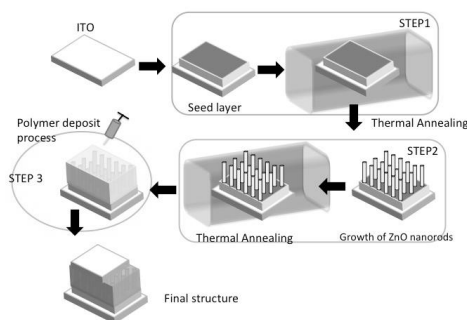 ITO
STEP1
Seed layer
Thermal Annealing
Polymer deposit
process
STEP 3
STEP2
Thermal Annealing
Growth of ZnO nanorods
Final structure